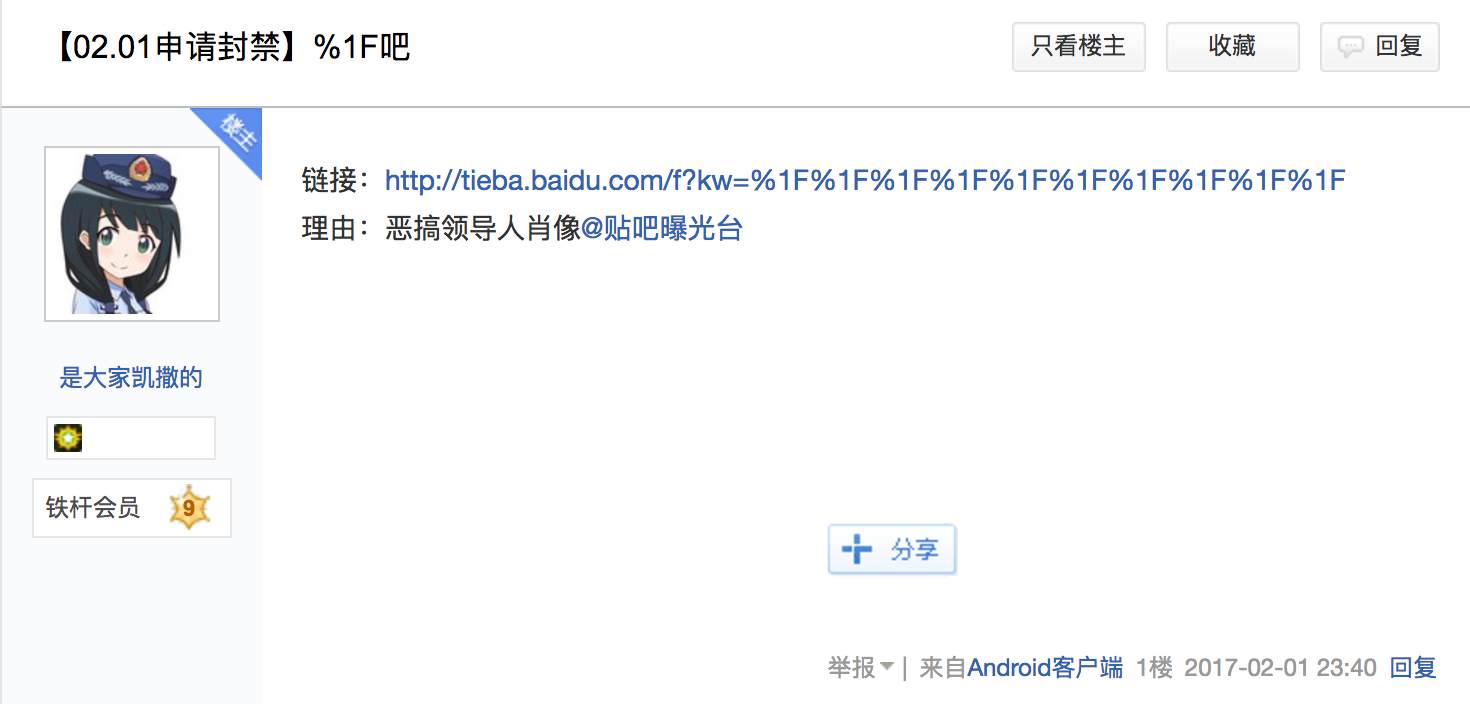 【02.01申请封禁】%1F吧
只看楼主
收藏
回复
楼主
链接：http://tieba.baidu.com/f?kw=%1F%1F%1F%1F%1F%1F%1F%1F%1F%1F
理由：恶搞领导人肖像@贴吧曝光台
是大家凯撒的
铁杆会员 9
分享
举报 | 来自Android客户端 1楼 2017-02-01 23:40 回复